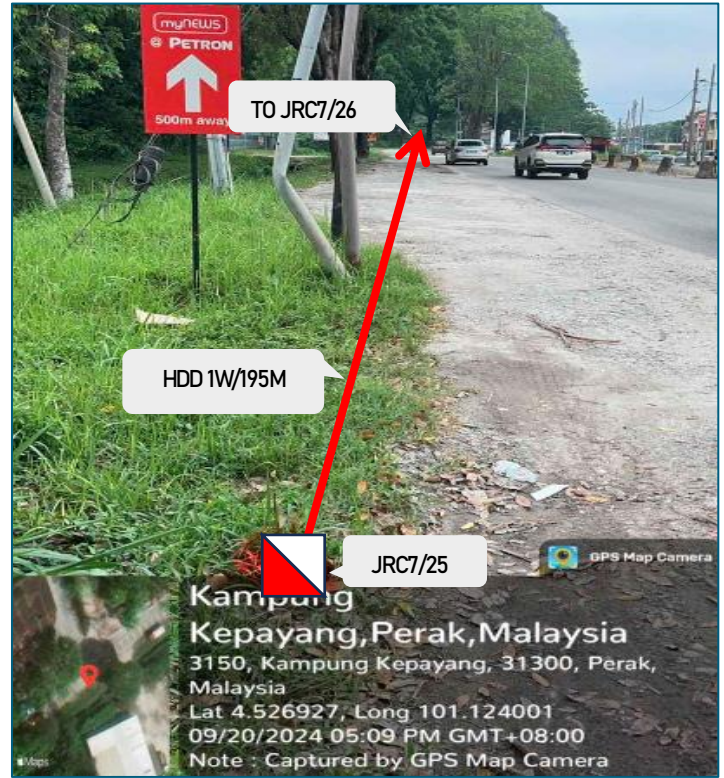 myNEWS
@ PETRON
500m away
TO JRC7/26
HDD 1W/195M
JRC7/25
GPS Map Camera
Kampung
Kepayang,Perak,Malaysia
3150, Kampung Kepayang, 31300, Perak,
Malaysia
Lat 4.526927, Long 101.124001
09/20/2024 05:09 PM GMT+08:00
Note : Captured by GPS Map Camera
Maps